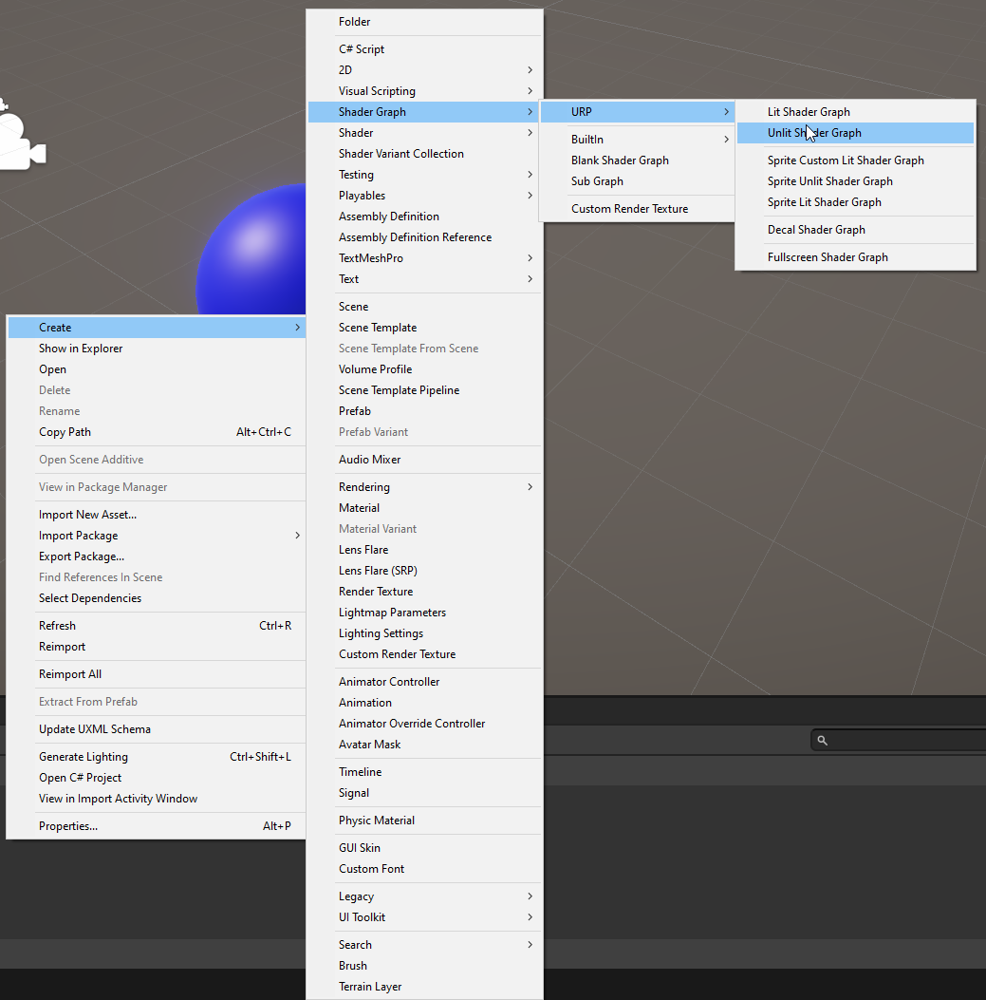 Create
Show in Explorer
Open
Delete
Rename
Copy Path Alt+Ctrl+C
Open Scene Additive
View in Package Manager
Import New Asset...
Import Package
Export Package...
Find References In Scene
Select Dependencies
Refresh Ctrl+R
Reimport
Reimport All
Extract From Prefab
Update UXML Schema
Generate Lighting Ctrl+Shift+L
Open C# Project
View in Import Activity Window
Properties... Alt+P
Folder
C# Script
2D
Visual Scripting
Shader Graph
Shader
Shader Variant Collection
Testing
Playables
Assembly Definition
Assembly Definition Reference
TextMeshPro
Text
Scene
Scene Template
Scene Template From Scene
Volume Profile
Scene Template Pipeline
Prefab
Prefab Variant
Audio Mixer
Rendering
Material
Material Variant
Lens Flare
Lens Flare (SRP)
Render Texture
Lightmap Parameters
Lighting Settings
Custom Render Texture
Animator Controller
Animation
Animator Override Controller
Avatar Mask
Timeline
Signal
Physic Material
GUI Skin
Custom Font
Legacy
UI Toolkit
Search
Brush
Terrain Layer
URP
BuiltIn
Blank Shader Graph
Sub Graph
Custom Render Texture
Lit Shader Graph
Unlit Shader Graph
Sprite Custom Lit Shader Graph
Sprite Unlit Shader Graph
Sprite Lit Shader Graph
Decal Shader Graph
Fullscreen Shader Graph